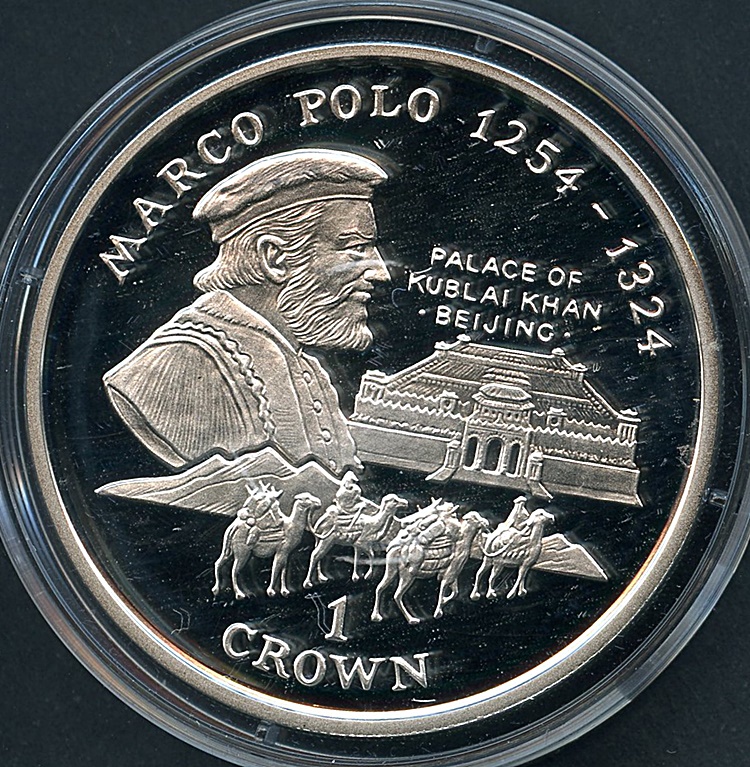 MARCO POLO 1254 - 1324
PALACE OF
KUBLAI KHAN
· BEIJING ·
1
CROWN